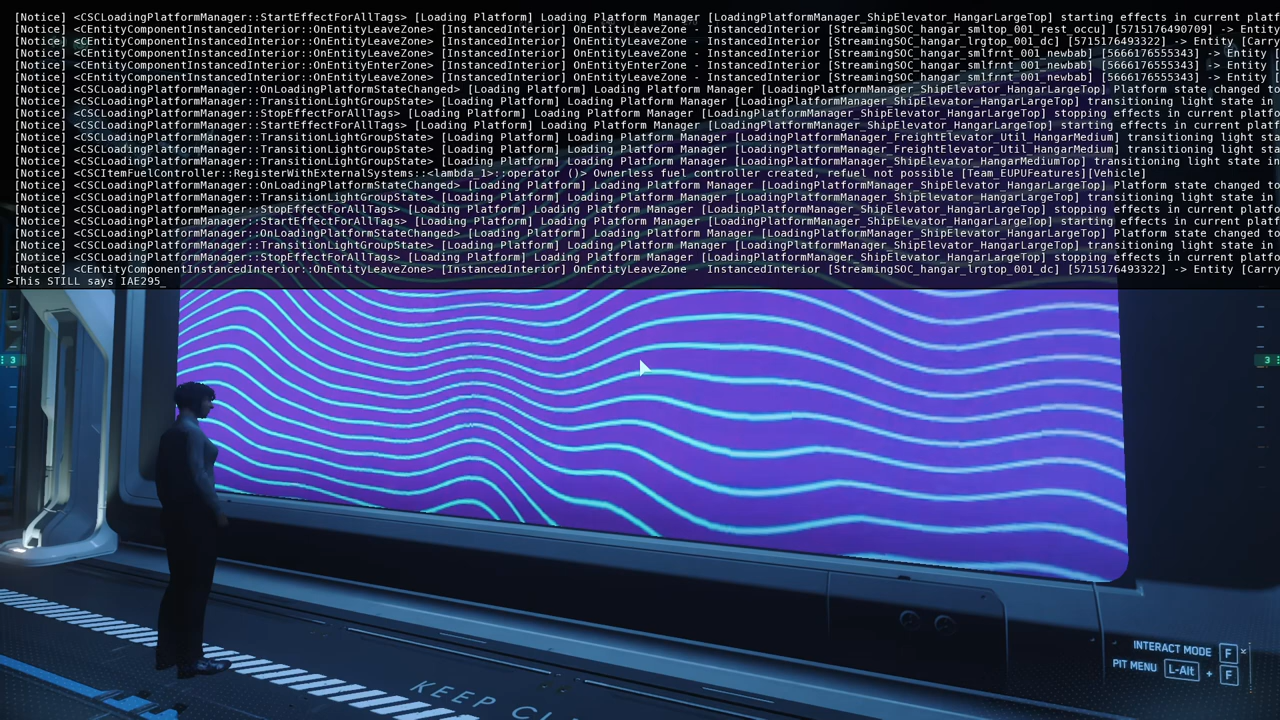 [Notice] <CSCLoadingPlatformManager::StartEffectForAllTags> [Loading Platform] Loading Platform Manager [LoadingPlatformManager_ShipElevator_HangarLargeTop] starting effects in current platf
[Notice] <CEntityComponentInstancedInterior::OnEntityLeaveZone> [InstancedInterior] OnEntityLeaveZone - InstancedInterior [StreamingSOC_hangar_smltop_001_rest_occu] [5715176490709] -> Entity
[Notice] <CEntityComponentInstancedInterior::OnEntityLeaveZone> [InstancedInterior] OnEntityLeaveZone - InstancedInterior [StreamingSOC_hangar_lrgtop_001_dc] [5715176493322] -> Entity [Carry
[Notice] <CEntityComponentInstancedInterior::OnEntityLeaveZone> [InstancedInterior] OnEntityLeaveZone - InstancedInterior [StreamingSOC_hangar_smlfrnt_001_newbab] [5666176555343] -> Entity [
[Notice] <CEntityComponentInstancedInterior::OnEntityEnterZone> [InstancedInterior] OnEntityEnterZone - InstancedInterior [StreamingSOC_hangar_smlfrnt_001_newbab] [5666176555343] -> Entity [
[Notice] <CEntityComponentInstancedInterior::OnEntityLeaveZone> [InstancedInterior] OnEntityLeaveZone - InstancedInterior [StreamingSOC_hangar_smlfrnt_001_newbab] [5666176555343] -> Entity [
[Notice] <CSCLoadingPlatformManager::OnLoadingPlatformStateChanged> [Loading Platform] Loading Platform Manager [LoadingPlatformManager_ShipElevator_HangarLargeTop] Platform state changed to
[Notice] <CSCLoadingPlatformManager::TransitionLightGroupState> [Loading Platform] Loading Platform Manager [LoadingPlatformManager_ShipElevator_HangarLargeTop] transitioning light state in
[Notice] <CSCLoadingPlatformManager::StopEffectForAllTags> [Loading Platform] Loading Platform Manager [LoadingPlatformManager_ShipElevator_HangarLargeTop] stopping effects in current platfo
[Notice] <CSCLoadingPlatformManager::StartEffectForAllTags> [Loading Platform] Loading Platform Manager [LoadingPlatformManager_ShipElevator_HangarLargeTop] starting effects in current platf
[Notice] <CSCLoadingPlatformManager::TransitionLightGroupState> [Loading Platform] Loading Platform Manager [LoadingPlatformManager_FreightElevator_Util_HangarMedium] transitioning light sta
[Notice] <CSCLoadingPlatformManager::TransitionLightGroupState> [Loading Platform] Loading Platform Manager [LoadingPlatformManager_FreightElevator_Util_HangarMedium] transitioning light sta
[Notice] <CSCLoadingPlatformManager::TransitionLightGroupState> [Loading Platform] Loading Platform Manager [LoadingPlatformManager_ShipElevator_HangarMediumTop] transitioning light state in
[Notice] <CSCItemFuelController::RegisterWithExternalSystems::<lambda_1>::operator ()> Ownerless fuel controller created, refuel not possible [Team_EUPUFeatures][Vehicle]
[Notice] <CSCLoadingPlatformManager::OnLoadingPlatformStateChanged> [Loading Platform] Loading Platform Manager [LoadingPlatformManager_ShipElevator_HangarLargeTop] Platform state changed to
[Notice] <CSCLoadingPlatformManager::TransitionLightGroupState> [Loading Platform] Loading Platform Manager [LoadingPlatformManager_ShipElevator_HangarLargeTop] transitioning light state in
[Notice] <CSCLoadingPlatformManager::StopEffectForAllTags> [Loading Platform] Loading Platform Manager [LoadingPlatformManager_ShipElevator_HangarLargeTop] stopping effects in current platfo
[Notice] <CSCLoadingPlatformManager::StartEffectForAllTags> [Loading Platform] Loading Platform Manager [LoadingPlatformManager_ShipElevator_HangarLargeTop] starting effects in current platf
[Notice] <CSCLoadingPlatformManager::OnLoadingPlatformStateChanged> [Loading Platform] Loading Platform Manager [LoadingPlatformManager_ShipElevator_HangarLargeTop] Platform state changed to
[Notice] <CSCLoadingPlatformManager::TransitionLightGroupState> [Loading Platform] Loading Platform Manager [LoadingPlatformManager_ShipElevator_HangarLargeTop] transitioning light state in
[Notice] <CSCLoadingPlatformManager::StopEffectForAllTags> [Loading Platform] Loading Platform Manager [LoadingPlatformManager_ShipElevator_HangarLargeTop] stopping effects in current platfo
[Notice] <CEntityComponentInstancedInterior::OnEntityLeaveZone> [InstancedInterior] OnEntityLeaveZone - InstancedInterior [StreamingSOC_hangar_lrgtop_001_dc] [5715176493322] -> Entity [Carry
>This STILL says IAE295_
3
3
INTERACT MODE F
PIT MENU L-Alt + F
KEEP CL